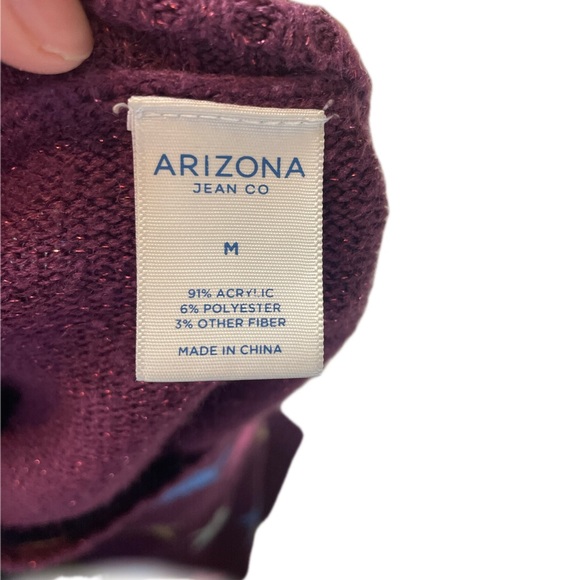 ARIZONA
JEAN CO
M
91% ACRYLIC
6% POLYESTER
3% OTHER FIBER
MADE IN CHINA